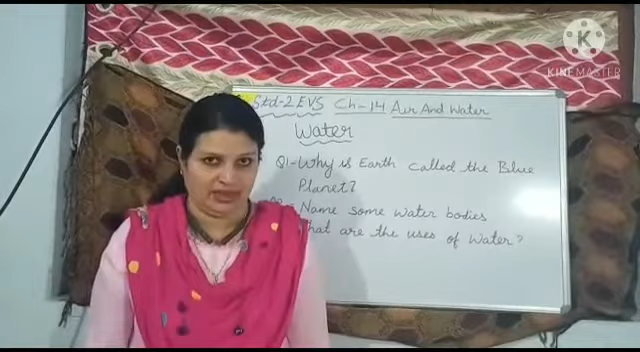 Std-2 EVS Ch-14 Air And Water
Water
Q1- Why is Earth called the Blue
Planet?
Name some water bodies
What are the uses of water?
K
KINEMASTER